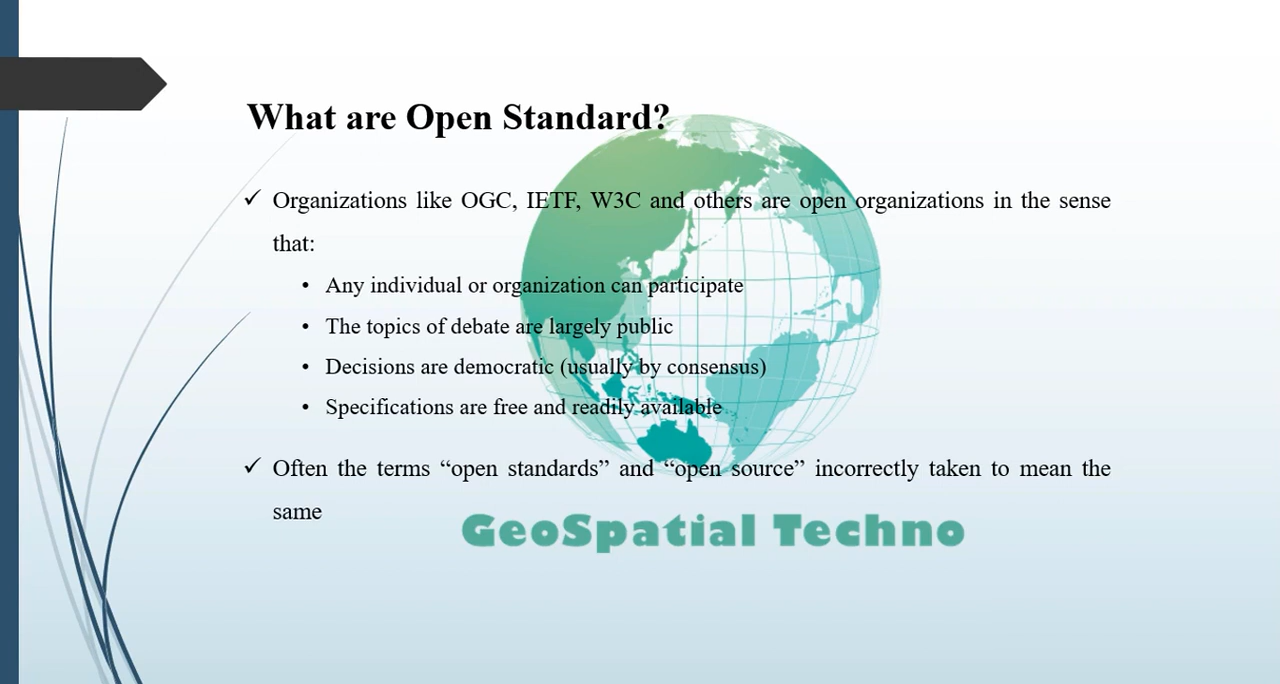 What are Open Standard?
✓ Organizations like OGC, IETF, W3C and others are open organizations in the sense
that:
• Any individual or organization can participate
• The topics of debate are largely public
• Decisions are democratic (usually by consensus)
• Specifications are free and readily available
✓ Often the terms “open standards” and “open source” incorrectly taken to mean the
same
GeoSpatial Techno